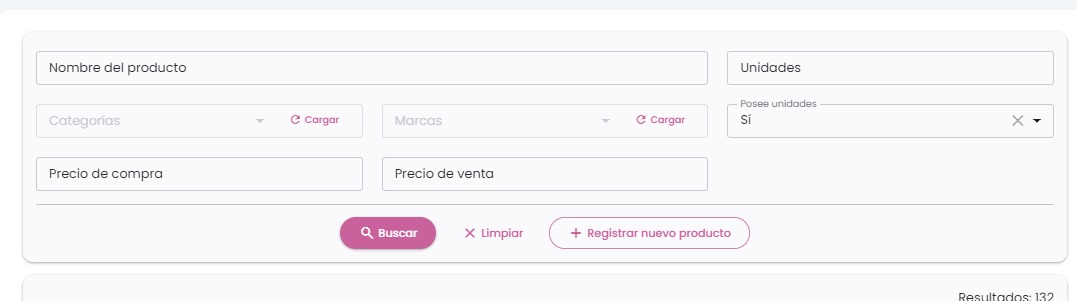 Nombre del producto
Unidades
Categorías
Cargar
Marcas
Cargar
Posee unidades
Sí
Precio de compra
Precio de venta
Buscar
Limpiar
Registrar nuevo producto
Resultados: 132